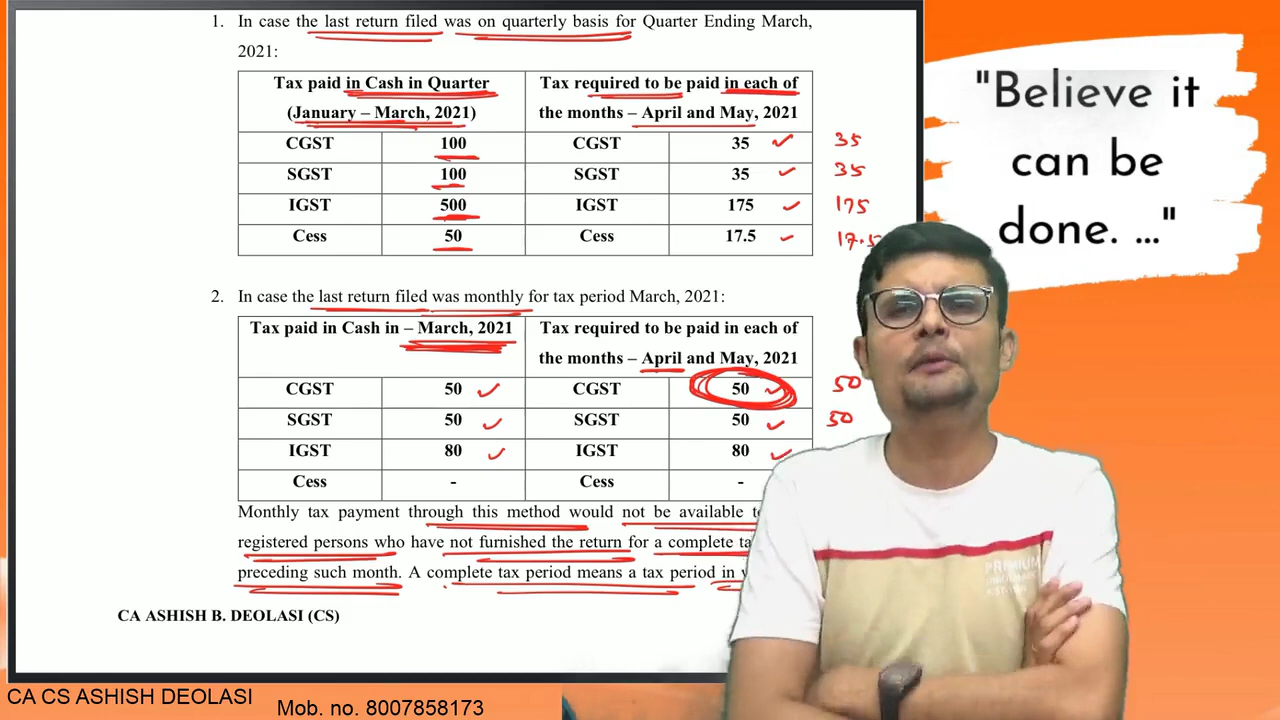 1. In case the last return filed was on quarterly basis for Quarter Ending March,
2021:
Tax paid in Cash in Quarter
(January – March, 2021)
Tax required to be paid in each of
the months – April and May, 2021
CGST 100 CGST 35 35
SGST 100 SGST 35 35
IGST 500 IGST 175 175
Cess 50 Cess 17.5 17.5
2. In case the last return filed was monthly for tax period March, 2021:
Tax paid in Cash in – March, 2021
Tax required to be paid in each of
the months – April and May, 2021
CGST 50 CGST 50 50
SGST 50 SGST 50 50
IGST 80 IGST 80
Cess - Cess -
Monthly tax payment through this method would not be available
registered persons who have not furnished the return for a complete
preceding such month. A complete tax period means a tax period in
CA ASHISH B. DEOLASI (CS)
"Believe it
can be
done. ..."
PREMIUM
CA CS ASHISH DEOLASI
Mob. no. 8007858173